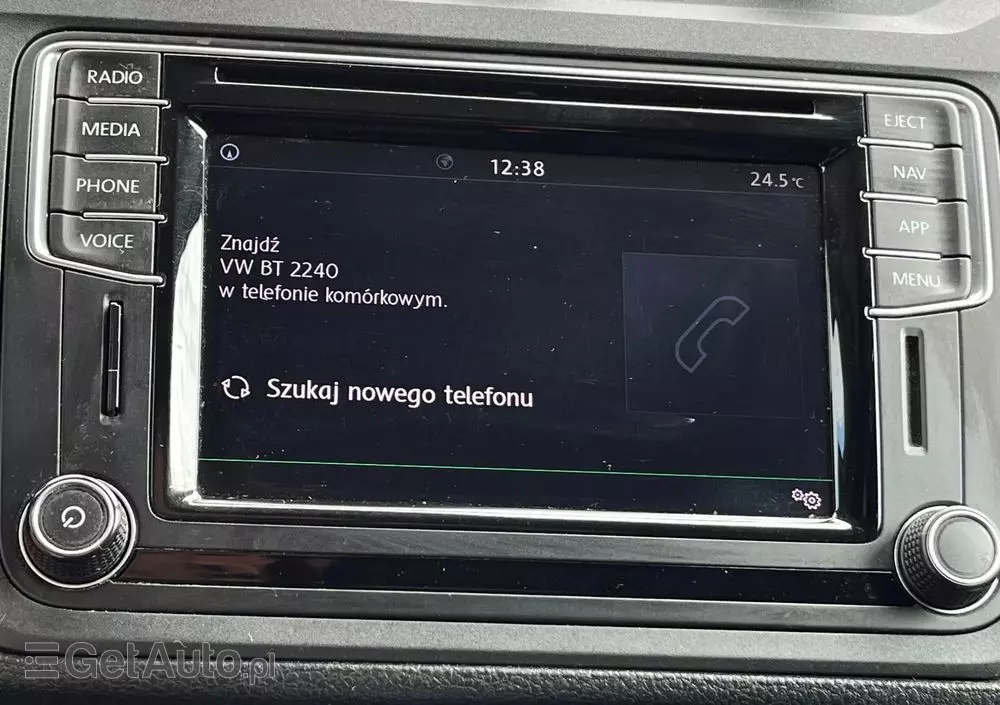 RADIO
MEDIA
PHONE
VOICE
EJECT
NAV
APP
MENU
12:38
24.5°C
Znajdź
VW BT 2240
w telefonie komórkowym.
Szukaj nowego telefonu
GetAuto.pl